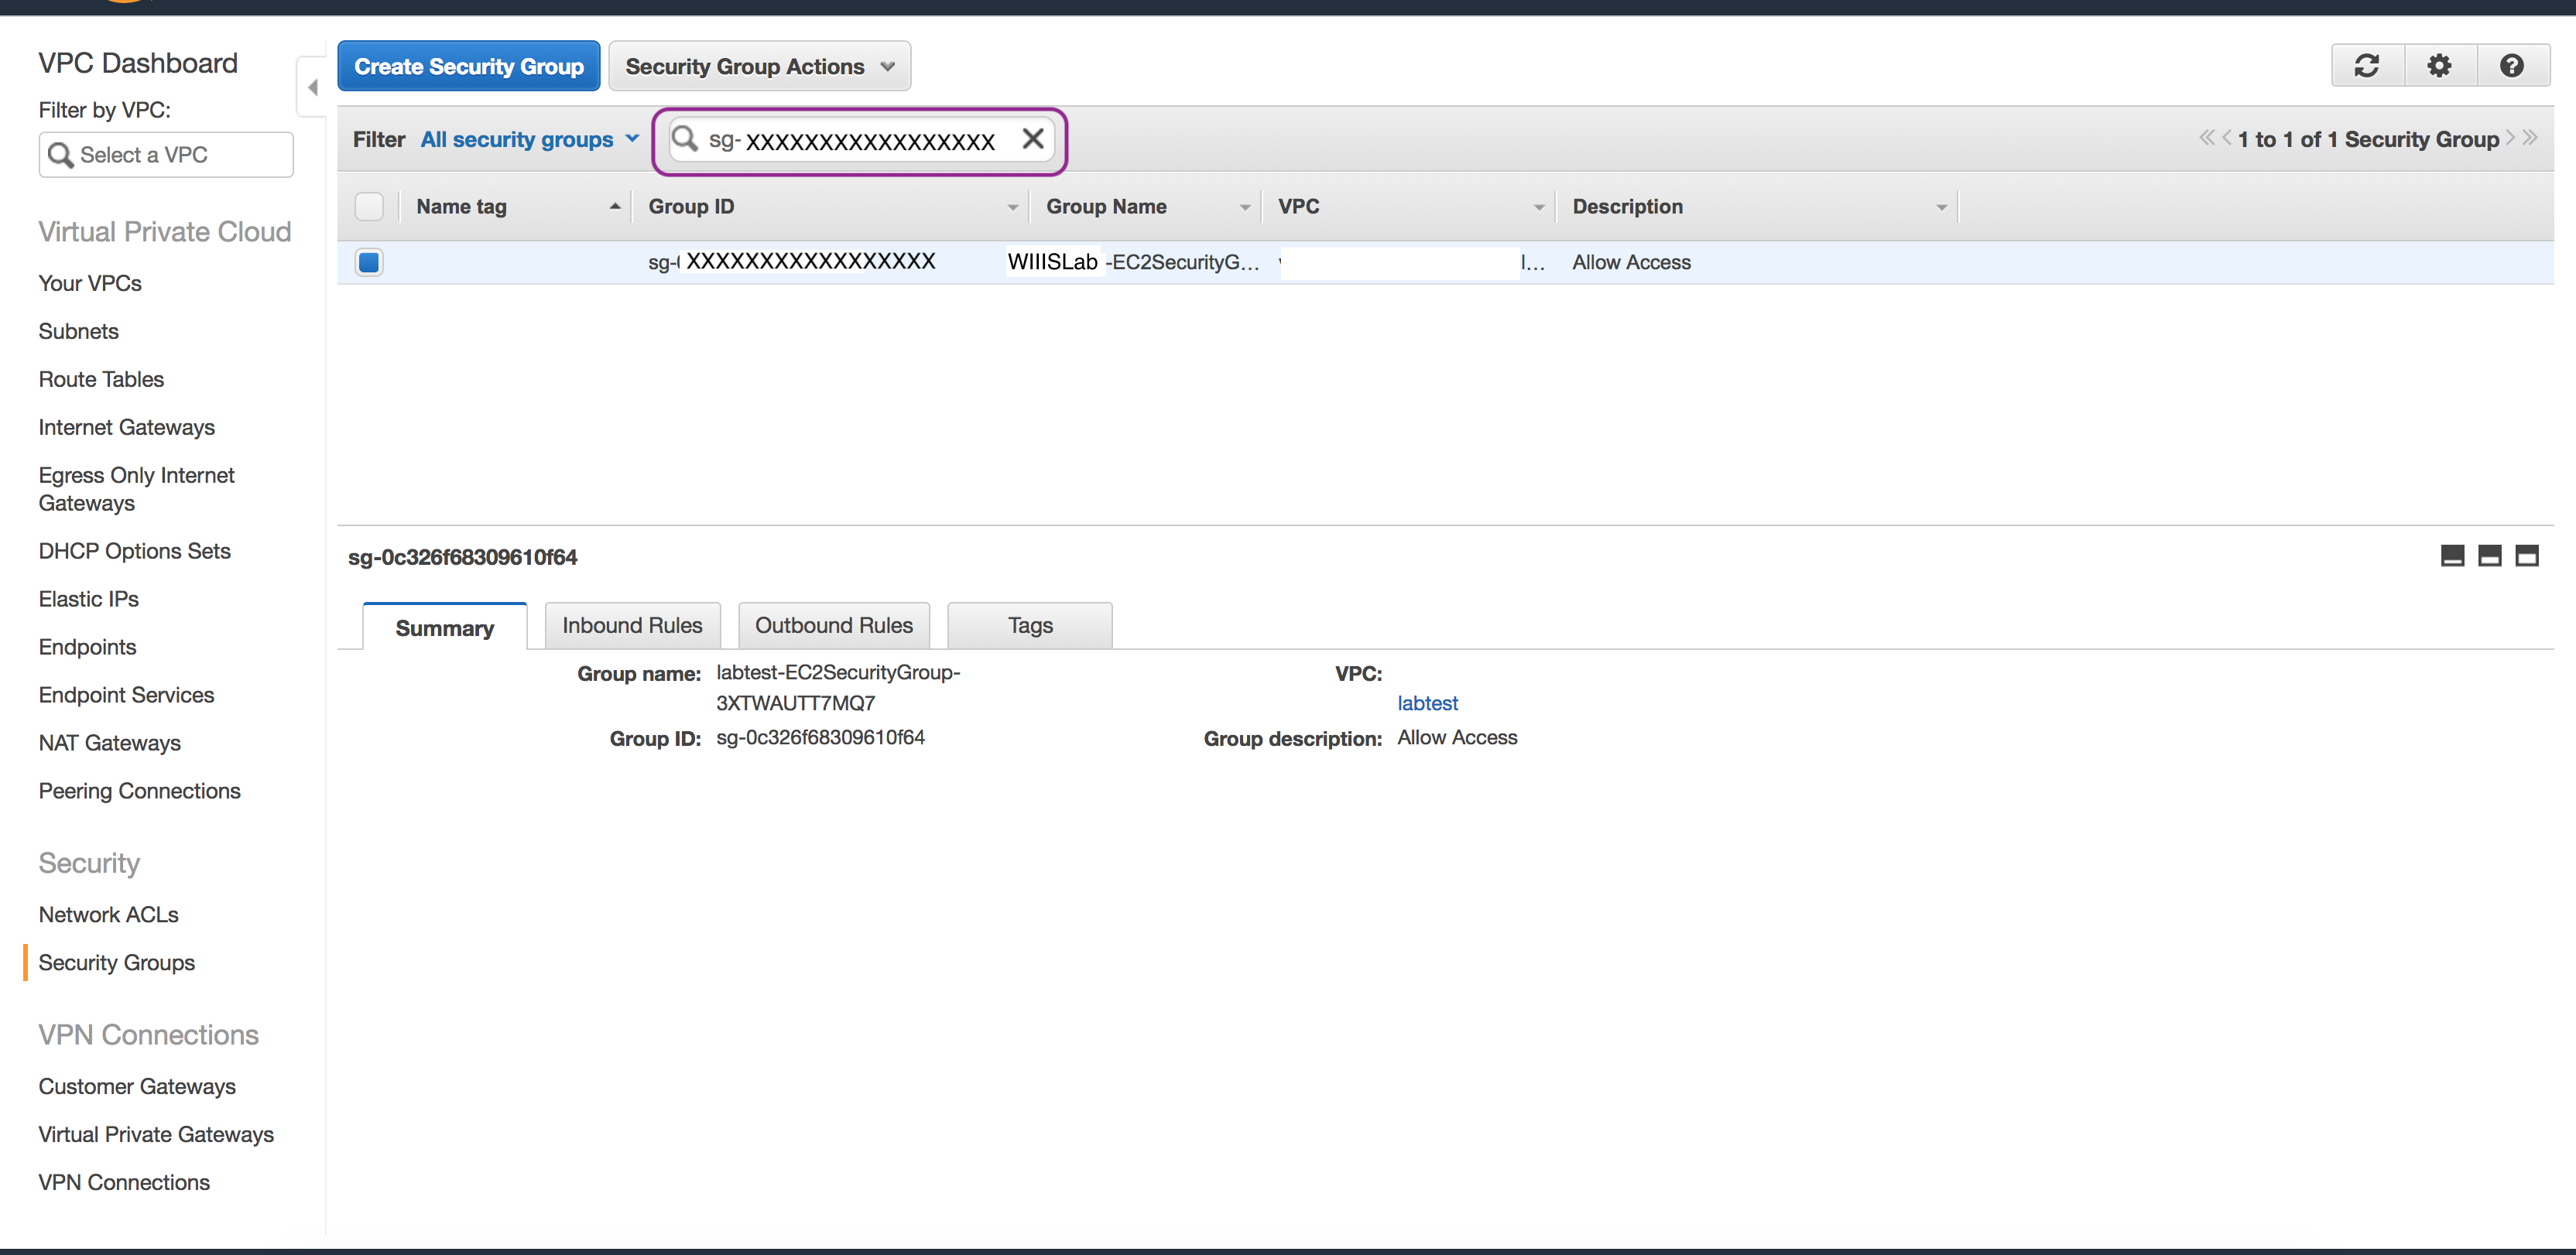 VPC Dashboard
Filter by VPC:
Select a VPC
Virtual Private Cloud
Your VPCs
Subnets
Route Tables
Internet Gateways
Egress Only Internet
Gateways
DHCP Options Sets
Elastic IPs
Endpoints
Endpoint Services
NAT Gateways
Peering Connections
Security
Network ACLs
Security Groups
VPN Connections
Customer Gateways
Virtual Private Gateways
VPN Connections
Create Security Group Security Group Actions
Filter All security groups sg- XXXXXXXXXXXXXXXXX 1 to 1 of 1 Security Group
Name tag Group ID Group Name VPC Description
sg- XXXXXXXXXXXXXXXXX WIIISLab -EC2SecurityG... l... Allow Access
sg-0c326f68309610f64
Summary Inbound Rules Outbound Rules Tags
Group name: labtest-EC2SecurityGroup-
3XTWAUTT7MQ7
VPC:
labtest
Group ID: sg-0c326f68309610f64
Group description: Allow Access